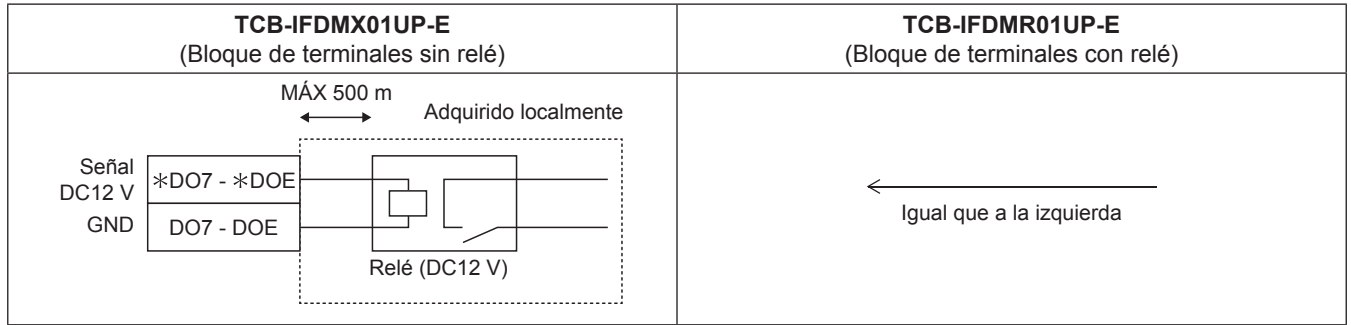 TCB-IFDMX01UP-E
(Bloque de terminales sin relé)
TCB-IFDMR01UP-E
(Bloque de terminales con relé)
MÁX 500 m
Adquirido localmente
Señal
DC12 V
＊DO7 - ＊DOE
GND
DO7 - DOE
Relé (DC12 V)
Igual que a la izquierda